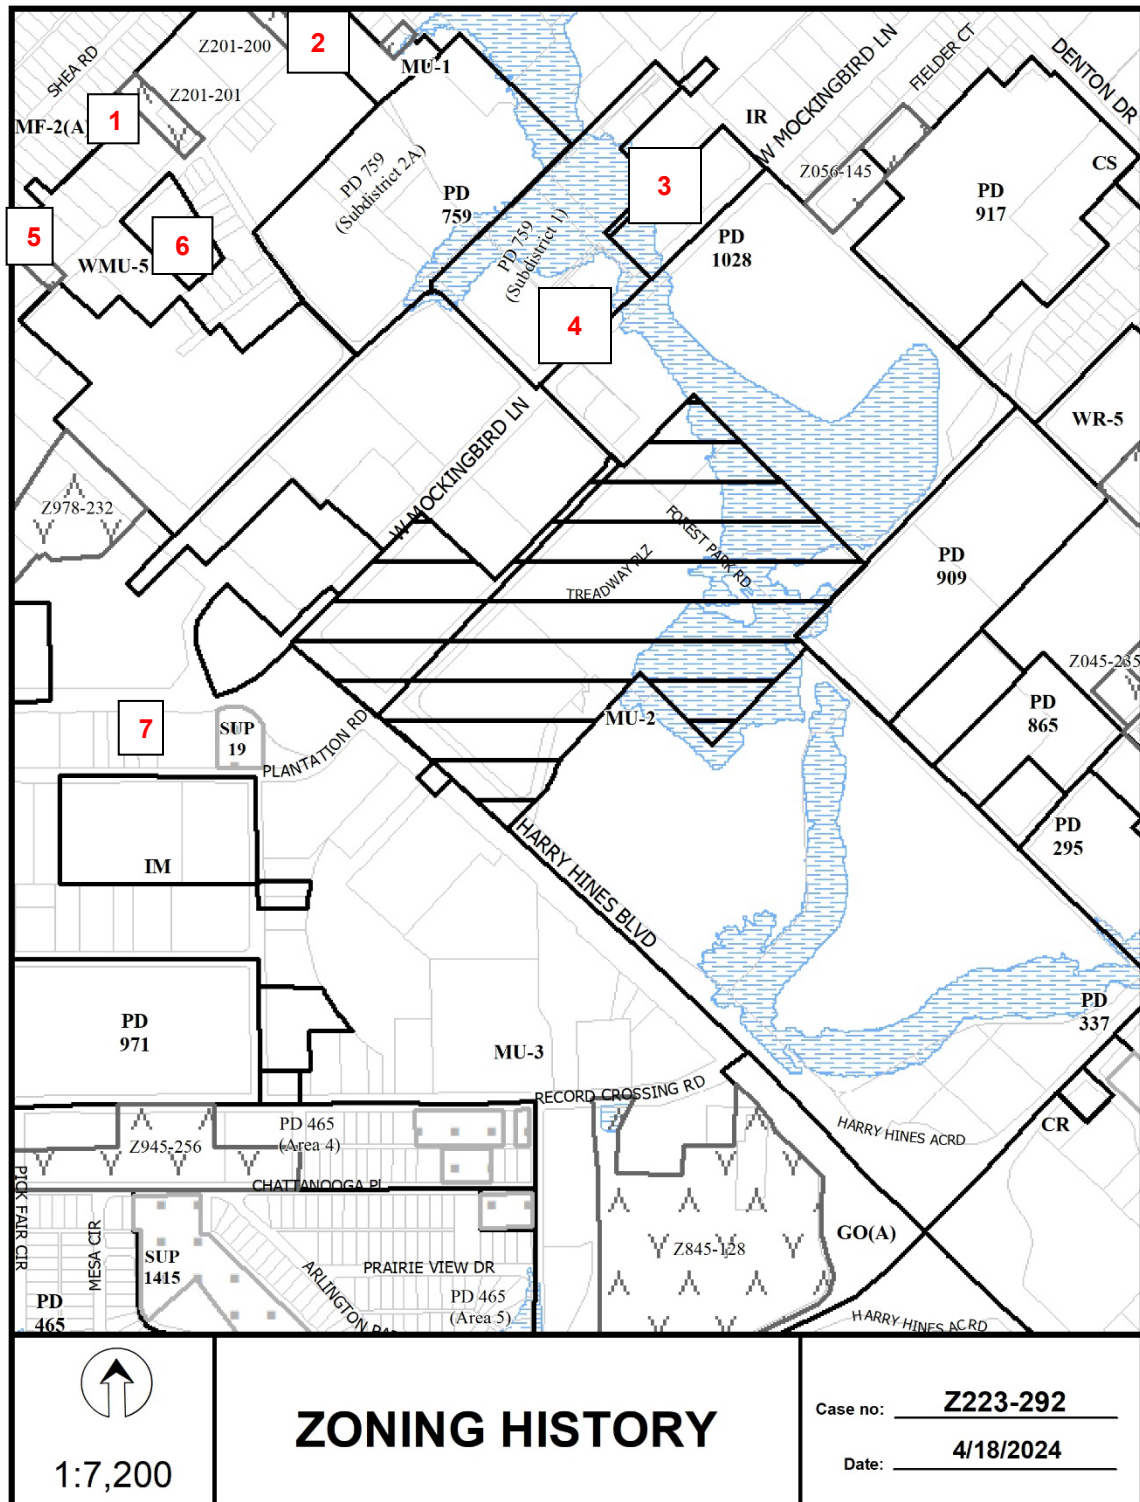 SHEA RD
Z201-200
2
MU-1
Z201-201
MF-2(A)
1
W MOCKINGBIRD LN
FIELDER CT
DENTON DR
IR
CS
Z056-145
PD 759
(Subdistrict 2A)
PD
759
3
PD
917
5
6
WMU-5
PD 759
(Subdistrict 1)
PD
1028
4
W MOCKINGBIRD LN
WR-5
Z978-232
FOREST PARK RD
TREADWAY PLZ
PD
909
Z045-235
PD
865
7
SUP
19
PLANTATION RD
MU-2
PD
295
IM
HARRY HINES BLVD
PD
971
MU-3
PD
337
RECORD CROSSING RD
HARRY HINES ACRD
CR
Z945-256
PD 465
(Area 4)
CHATTANOOGA Pl
PICK FAIR CIR
MESA CIR
SUP
1415
ARLINGTON
PRAIRIE VIEW DR
PD 465
(Area 5)
Z845-128
GO(A)
HARRY HINES ACRD
PD
465
1:7,200
ZONING HISTORY
Case no: Z223-292
Date: 4/18/2024